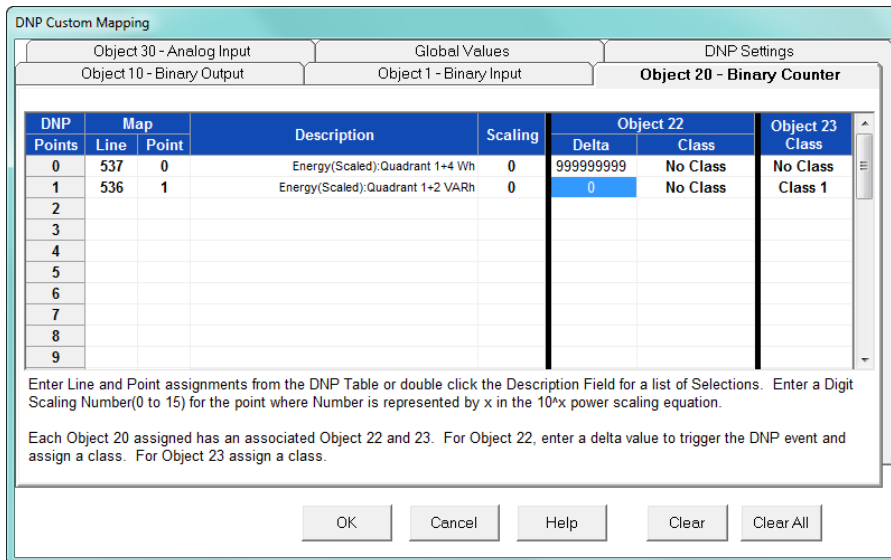 DNP Custom Mapping
Object 30 - Analog Input Global Values DNP Settings
Object 10 - Binary Output Object 1 - Binary Input Object 20 - Binary Counter
DNP Map Description Scaling Object 22 Object 23
Points Line Point Delta Class Class
0 537 0 Energy(Scaled):Quadrant 1+4 Wh 0 999999999 No Class No Class
1 536 1 Energy(Scaled):Quadrant 1+2 VARh 0 0 No Class Class 1
2
3
4
5
6
7
8
9
Enter Line and Point assignments from the DNP Table or double click the Description Field for a list of Selections. Enter a Digit
Scaling Number(0 to 15) for the point where Number is represented by x in the 10^x power scaling equation.
Each Object 20 assigned has an associated Object 22 and 23. For Object 22, enter a delta value to trigger the DNP event and
assign a class. For Object 23 assign a class.
OK Cancel Help Clear Clear All